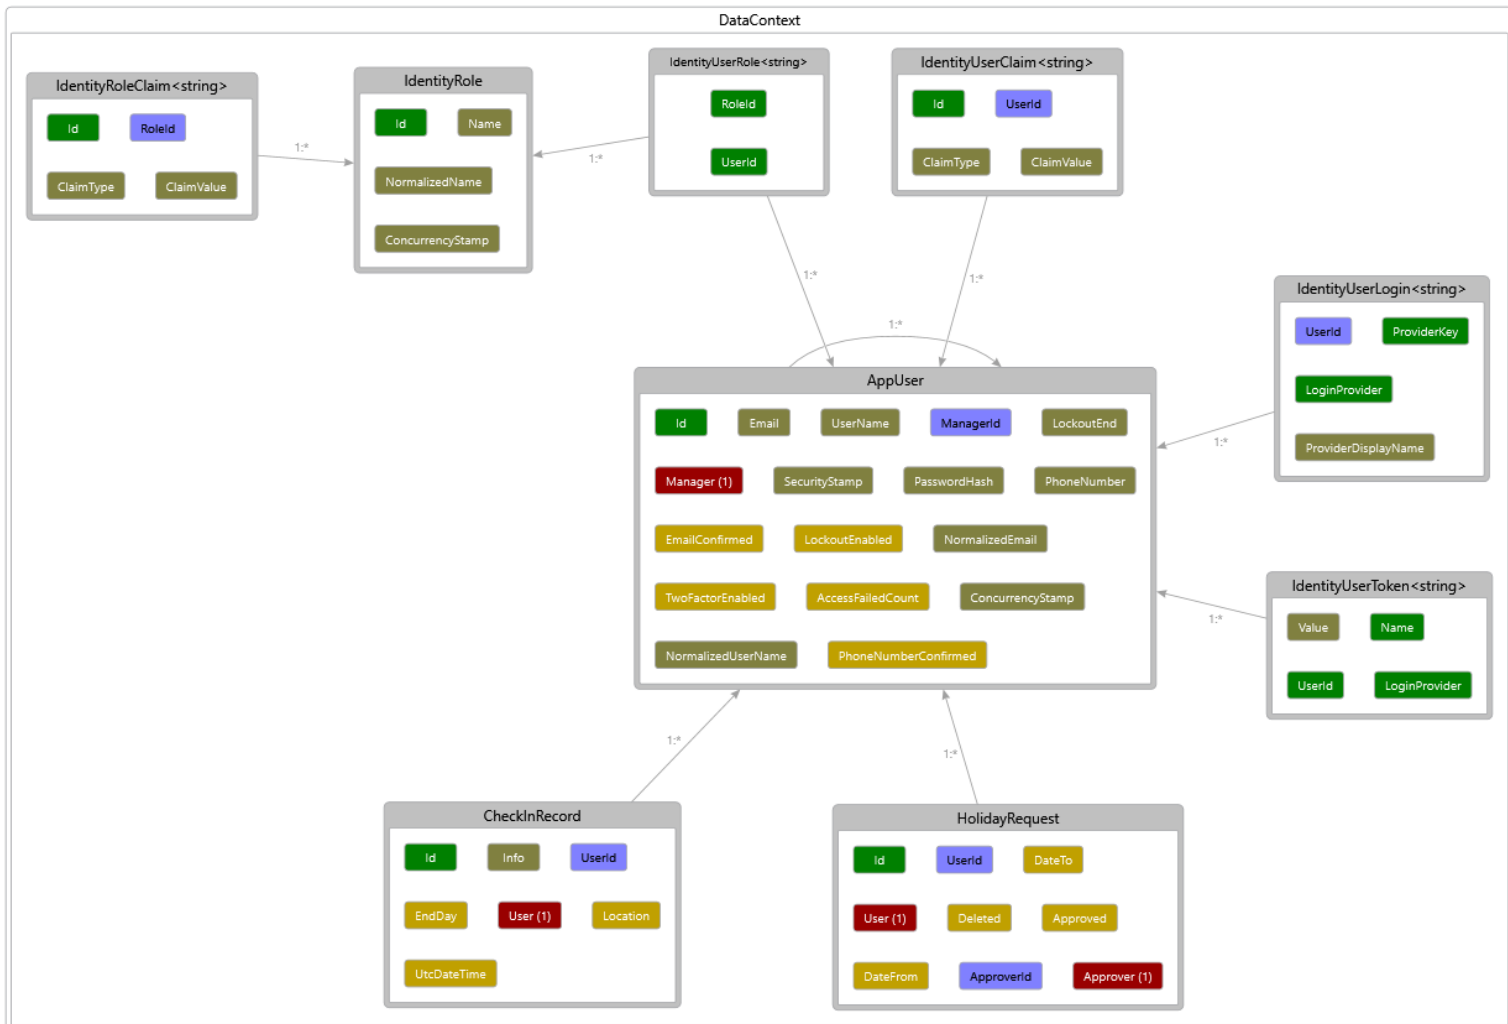 DataContext
IdentityRoleClaim<string>
Id RoleId
ClaimType ClaimValue
1:*
IdentityRole
Id Name
NormalizedName
ConcurrencyStamp
1:*
IdentityUserRole<string>
RoleId
UserId
1:*
IdentityUserClaim<string>
Id UserId
ClaimType ClaimValue
1:*
1:*
IdentityUserLogin<string>
UserId ProviderKey
LoginProvider
ProviderDisplayName
1:*
AppUser
Id Email UserName ManagerId LockoutEnd
Manager (1) SecurityStamp PasswordHash PhoneNumber
EmailConfirmed LockoutEnabled NormalizedEmail
TwoFactorEnabled AccessFailedCount ConcurrencyStamp
NormalizedUserName PhoneNumberConfirmed
IdentityUserToken<string>
Value Name
UserId LoginProvider
1:*
1:*
1:*
CheckInRecord
Id Info UserId
EndDay User (1) Location
UtcDateTime
HolidayRequest
Id UserId DateTo
User (1) Deleted Approved
DateFrom ApproverId Approver (1)